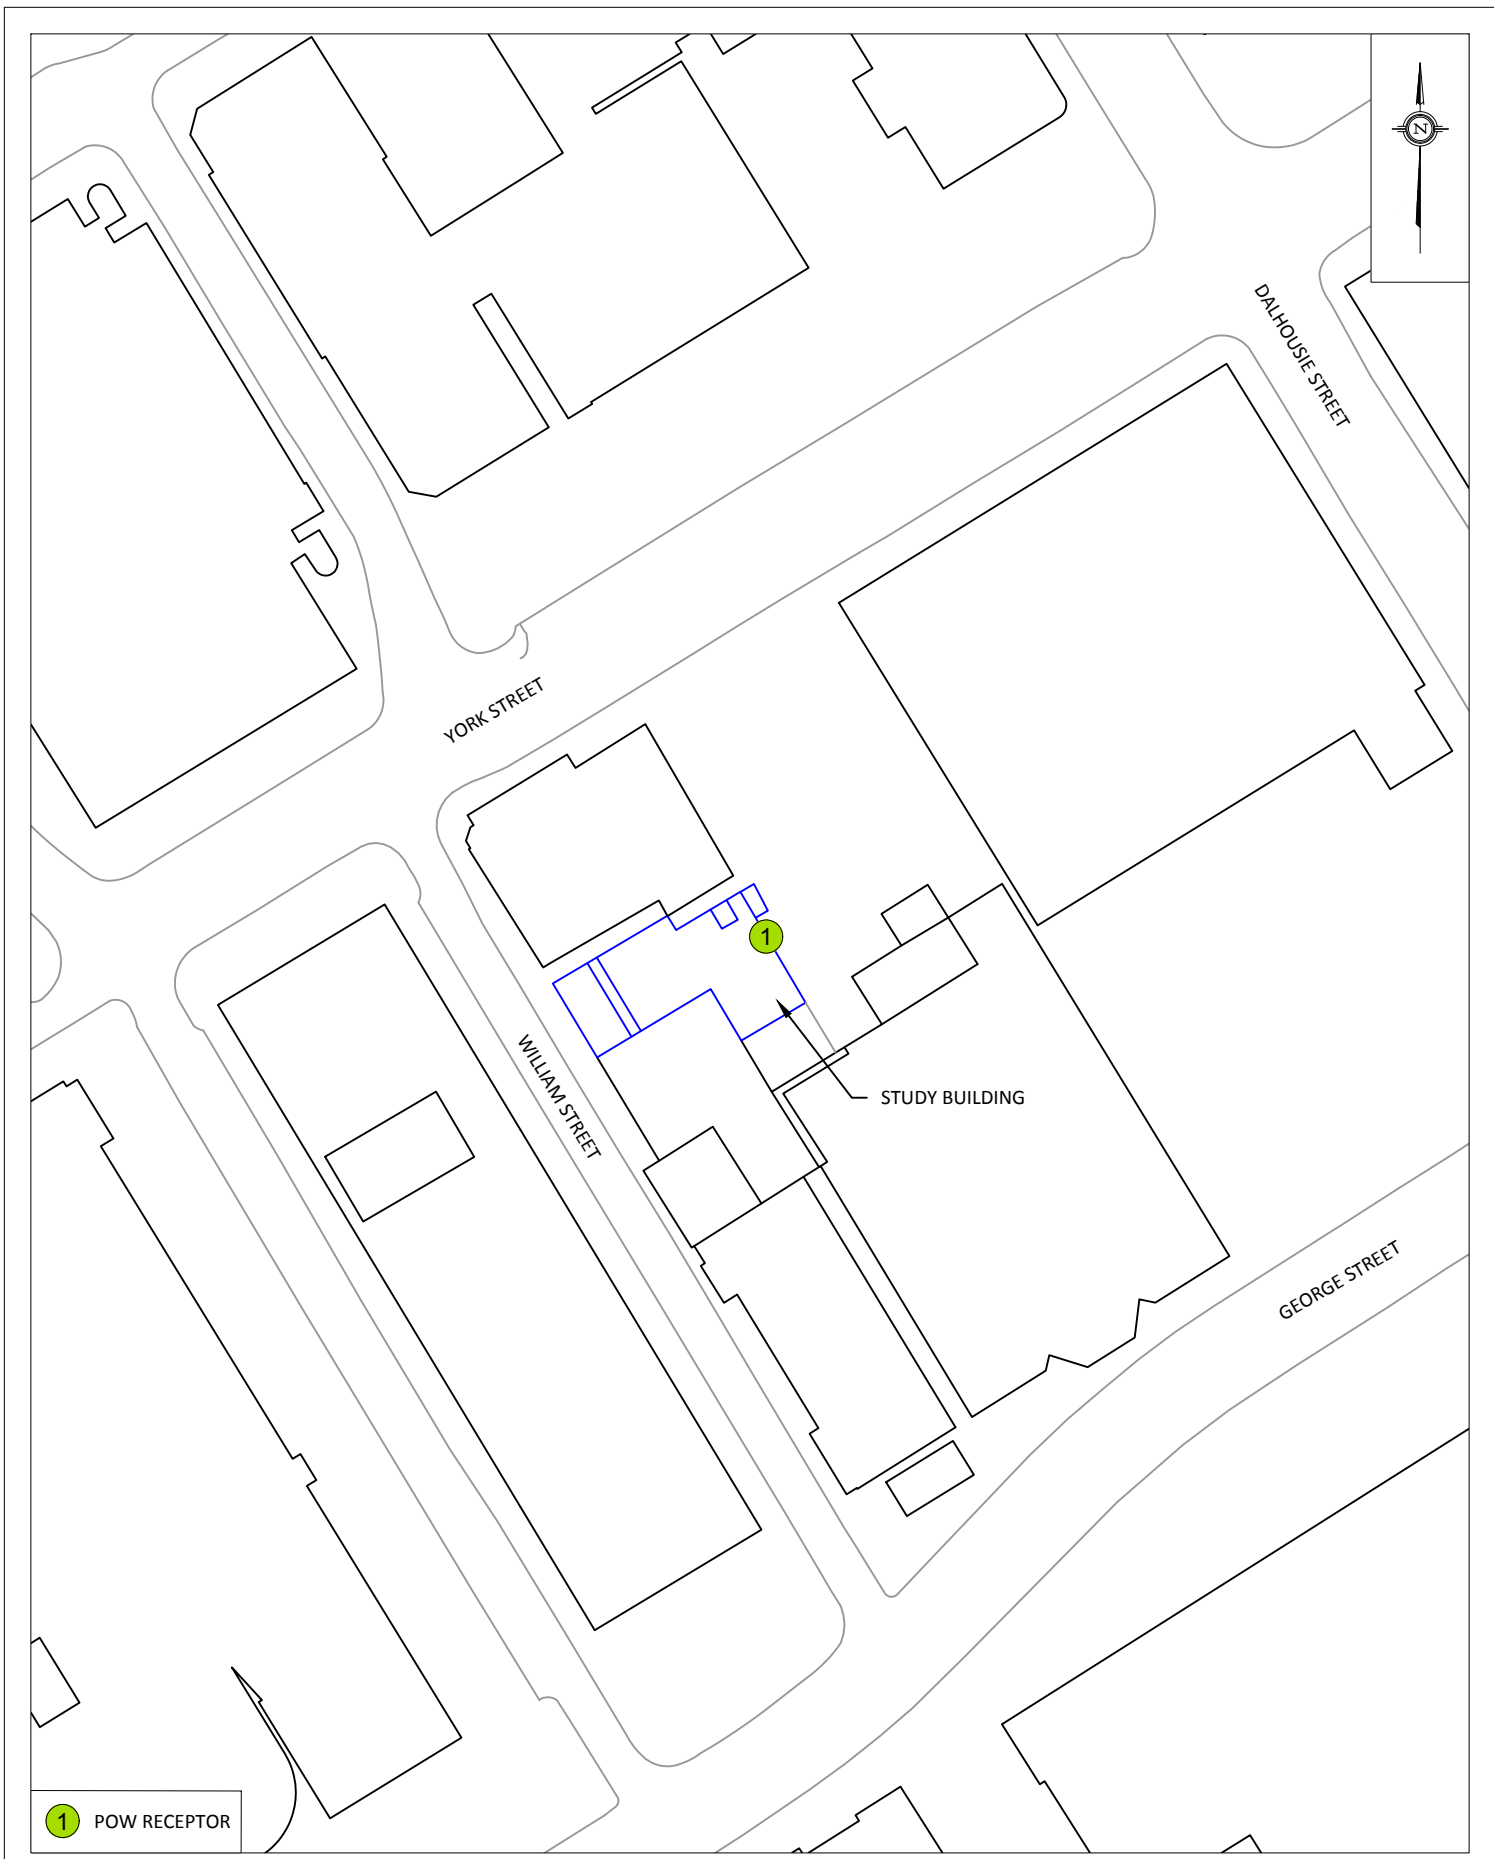 N
DALHOUSIE STREET
YORK STREET
1
WILLIAM STREET
STUDY BUILDING
GEORGE STREET
1 POW RECEPTOR